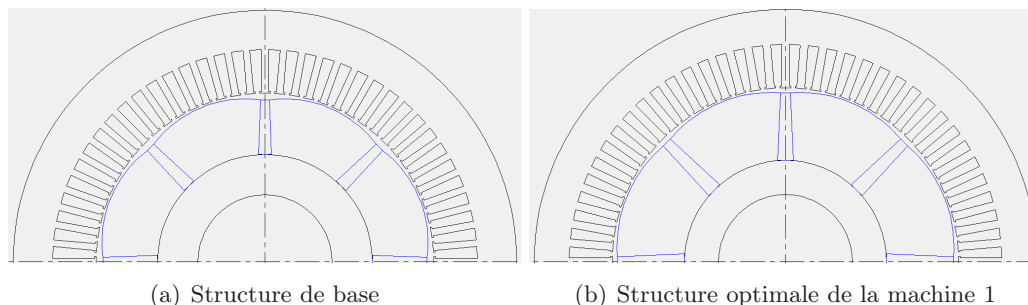 (a) Structure de base
(b) Structure optimale de la machine 1